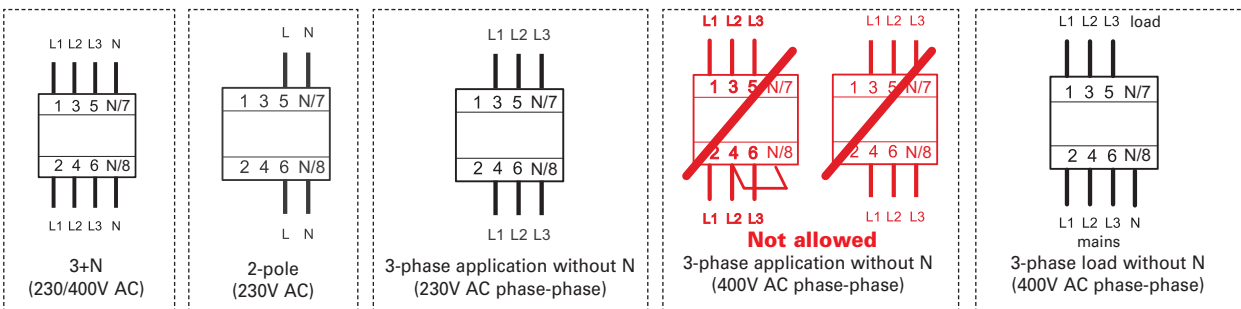 L1 L2 L3 N
1 3 5 N/7
2 4 6 N/8
L1 L2 L3 N
3+N
(230/400V AC)
L N
1 3 5 N/7
2 4 6 N/8
L N
2-pole
(230V AC)
L1 L2 L3
1 3 5 N/7
2 4 6 N/8
L1 L2 L3
3-phase application without N
(230V AC phase-phase)
L1 L2 L3
1 3 5 N/7
2 4 6 N/8
L1 L2 L3
L1 L2 L3
1 3 5 N/7
2 4 6 N/8
L1 L2 L3
Not allowed
3-phase application without N
(400V AC phase-phase)
L1 L2 L3 load
1 3 5 N/7
2 4 6 N/8
L1 L2 L3 N
mains
3-phase load without N
(400V AC phase-phase)